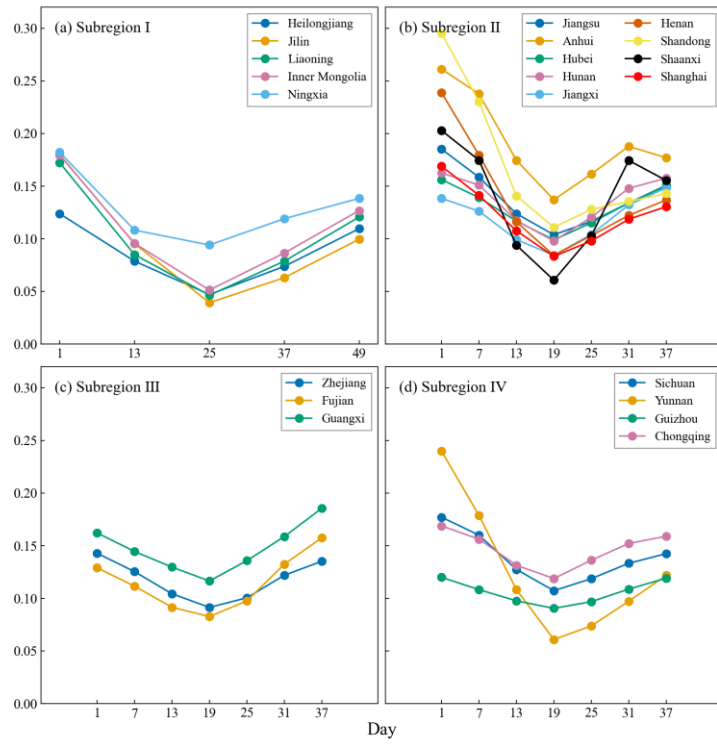 (a) Subregion I
Heilongjiang
Jilin
Liaoning
Inner Mongolia
Ningxia
0.30
0.25
0.20
0.15
0.10
0.05
0.00
1 13 25 37 49
(b) Subregion II
Jiangsu
Anhui
Hubei
Hunan
Jiangxi
Henan
Shandong
Shaanxi
Shanghai
1 7 13 19 25 31 37
(c) Subregion III
Zhejiang
Fujian
Guangxi
0.30
0.25
0.20
0.15
0.10
0.05
0.00
1 7 13 19 25 31 37
(d) Subregion IV
Sichuan
Yunnan
Guizhou
Chongqing
1 7 13 19 25 31 37
Day